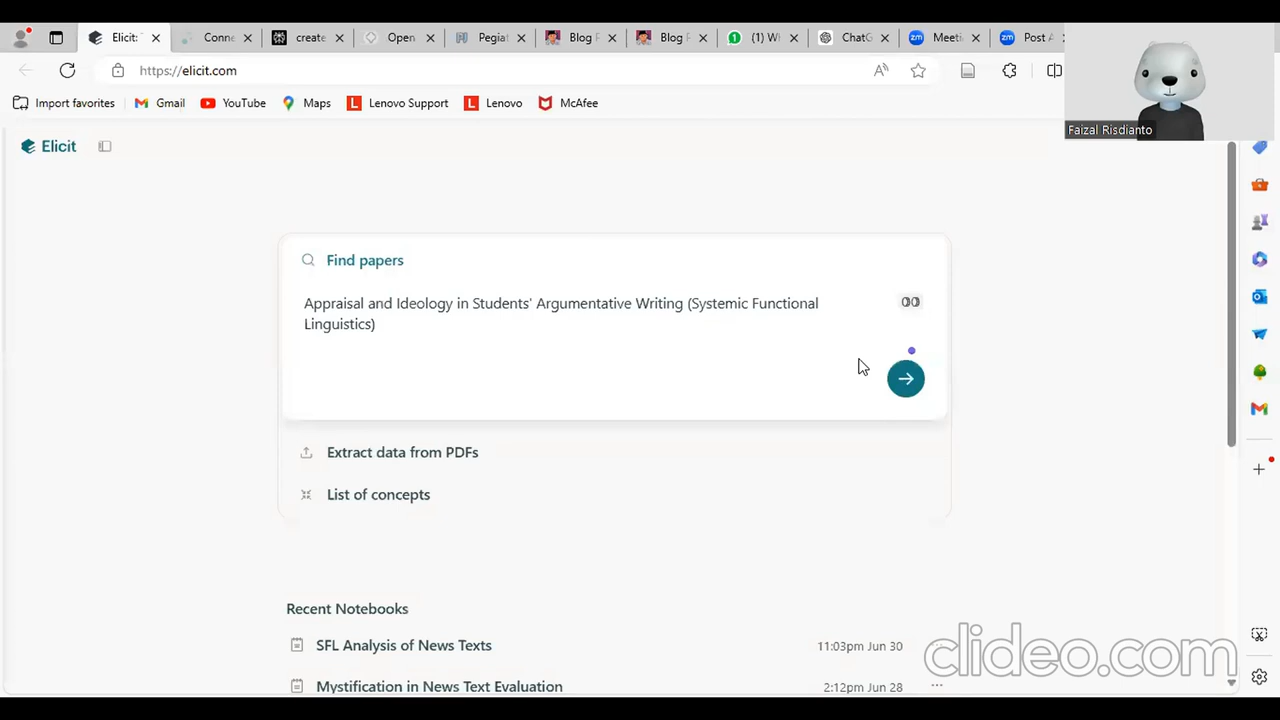 Elicit: T
Conne
create
Open
Pegiat
Blog F
Blog F
(1) Wh
ChatG
Meeti
Post A
https://elicit.com
Import favorites
Gmail
YouTube
Maps
Lenovo Support
Lenovo
McAfee
Faizal Risdianto
Elicit
Find papers
Appraisal and Ideology in Students' Argumentative Writing (Systemic Functional
Linguistics)
Extract data from PDFs
List of concepts
Recent Notebooks
SFL Analysis of News Texts 11:03pm Jun 30
Mystification in News Text Evaluation 2:12pm Jun 28
clideo.com